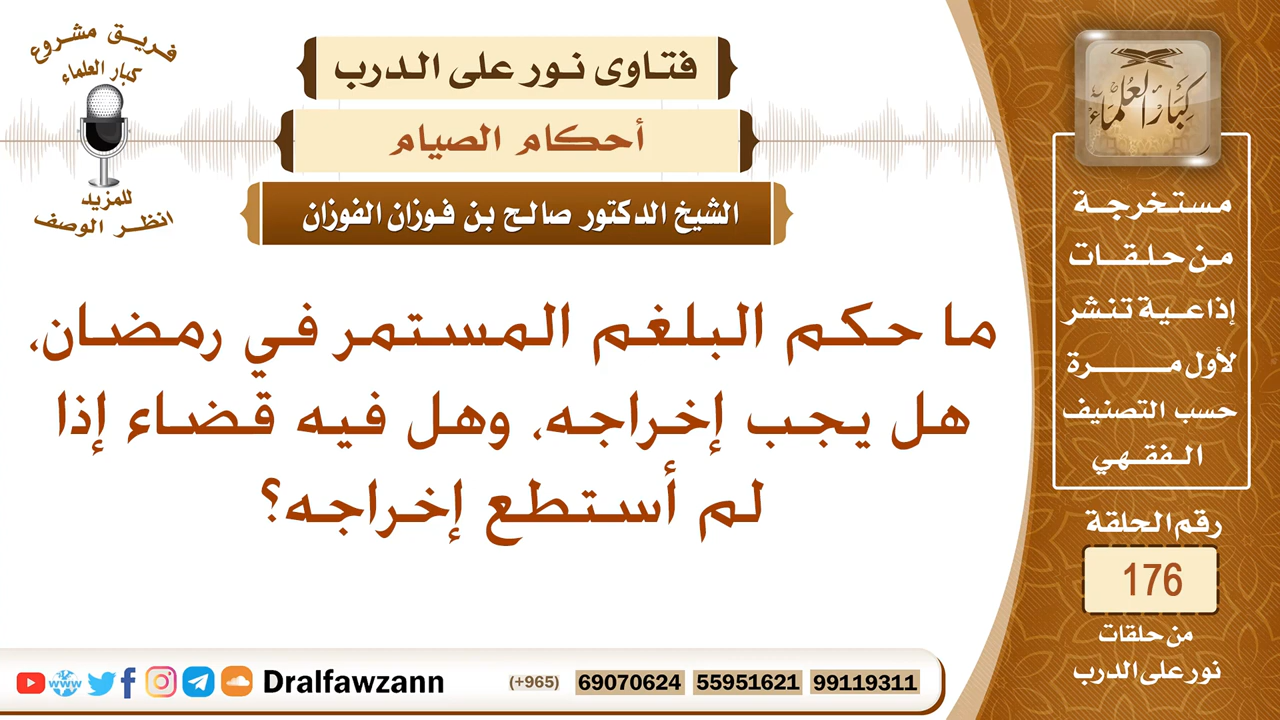 فريق مشروع
كبار العلماء
للمزيد
انظر الوصف
فتاوى نور على الدرب
أحكام الصيام
الشيخ الدكتور صالح بن فوزان الفوزان
ما حكم البلغم المستمر في رمضان،
هل يجب إخراجه، وهل فيه قضاء إذا
لم أستطع إخراجه؟
كبار العلماء
مستخرجة
من حلقات
إذاعية تنشر
لأول مرة
حسب التصنيف
الفقهي
رقم الحلقة
176
من حلقات
نور على الدرب
www Dralfawzann (+965) 69070624 55951621 99119311